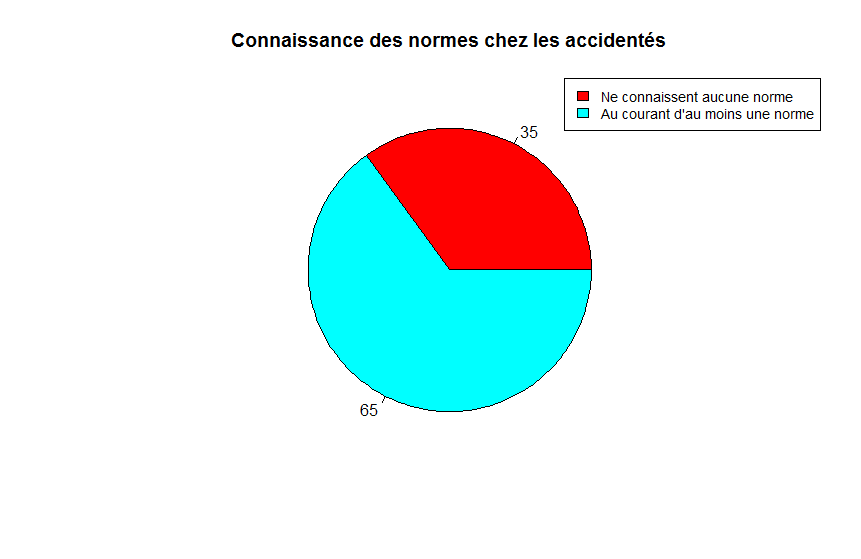 Connaissance des normes chez les accidentés
Ne connaissent aucune norme
Au courant d'au moins une norme
35
65